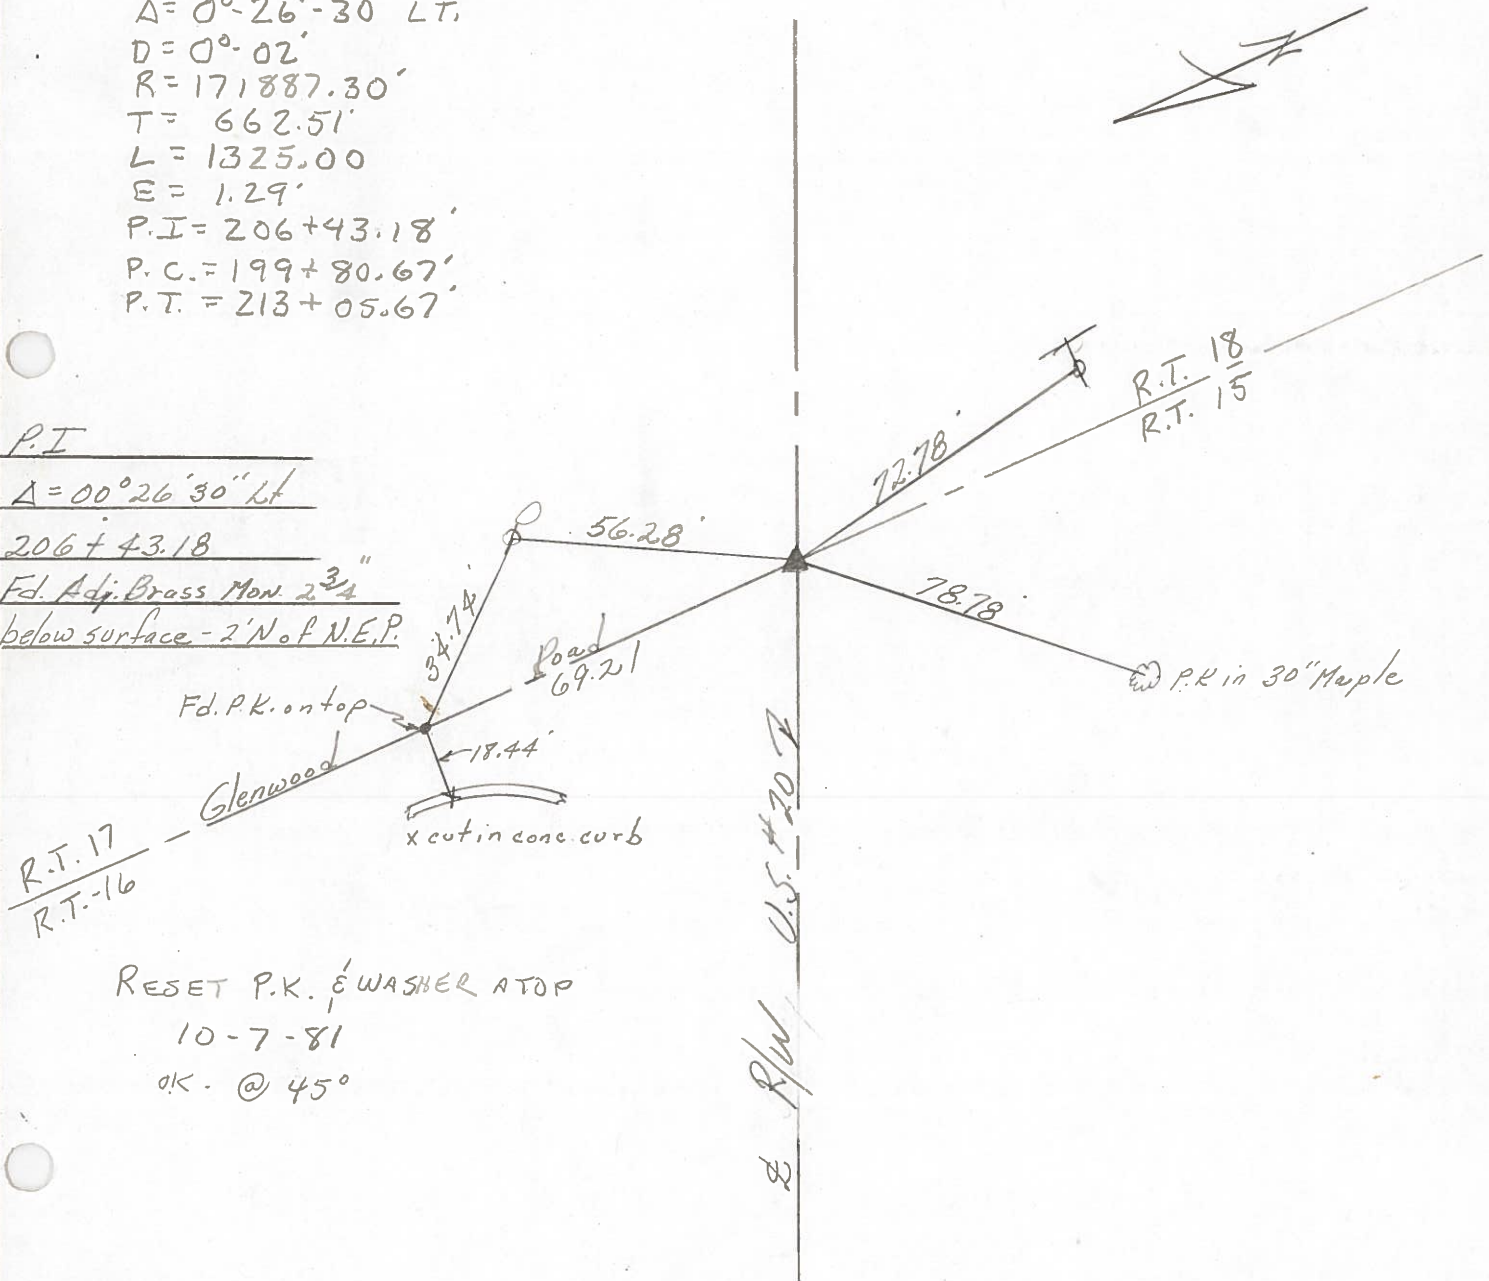 Δ= 0°-26'-30 LT.
D= 0°-02'
R= 171887.30'
T= 662.51'
L= 1325.00
E= 1.29'
P.I= 206+43.18'
P.C.= 199+80.67'
P.T. = 213+05.67'
R.T. 18
R.T. 15
72.78'
P.I
Δ=00°26'30" Lt
206+43.18
Fd. Adj. Brass Mon. 2 3/4"
below surface - 2'N of N.E.P.
56.28'
34.74'
78.78'
Road
69.21
P.K in 30" Maple
Fd. P.K. on top
18.44'
Glenwood
x cut in conc. curb
R.T. 17
R.T.-16
U.S. # 20
R/W
RESET P.K. & WASHER ATOP
10-7-81
OK. @ 45°